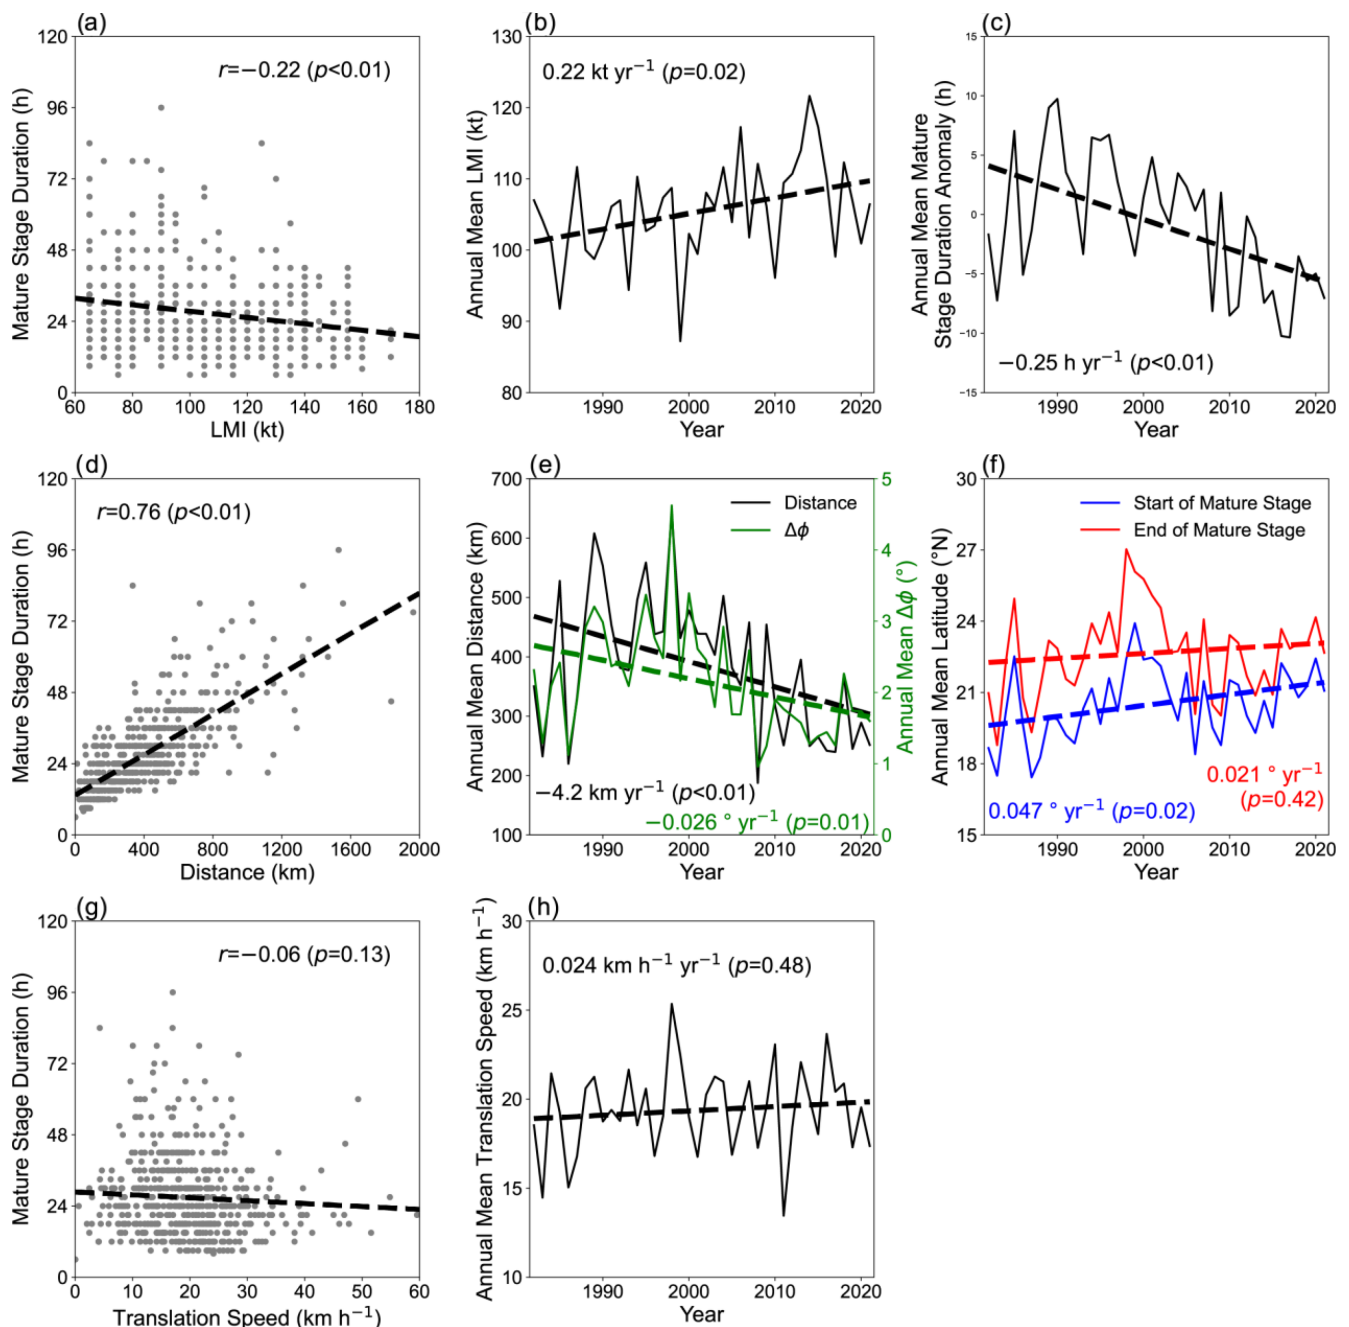 (a)
r=−0.22 (p<0.01)
Mature Stage Duration (h)
120
96
72
48
24
0
60 80 100 120 140 160 180
LMI (kt)
(b)
0.22 kt yr⁻¹ (p=0.02)
Annual Mean LMI (kt)
130
120
110
100
90
80
1990 2000 2010 2020
Year
(c)
Annual Mean Mature
Stage Duration Anomaly (h)
15
10
5
0
−5
−10
−15
−0.25 h yr⁻¹ (p<0.01)
1990 2000 2010 2020
Year
(d)
r=0.76 (p<0.01)
Mature Stage Duration (h)
120
96
72
48
24
0
0 400 800 1200 1600 2000
Distance (km)
(e)
Distance
Δϕ
Annual Mean Distance (km)
700
600
500
400
300
200
100
5
4
3
2
1
0
Annual Mean Δϕ (°)
−4.2 km yr⁻¹ (p<0.01)
−0.026 ° yr⁻¹ (p=0.01)
1990 2000 2010 2020
Year
(f)
Start of Mature Stage
End of Mature Stage
Annual Mean Latitude (°N)
30
27
24
21
18
15
0.021 ° yr⁻¹
(p=0.42)
0.047 ° yr⁻¹ (p=0.02)
1990 2000 2010 2020
Year
(g)
r=−0.06 (p=0.13)
Mature Stage Duration (h)
120
96
72
48
24
0
0 10 20 30 40 50 60
Translation Speed (km h⁻¹)
(h)
0.024 km h⁻¹ yr⁻¹ (p=0.48)
Annual Mean Translation Speed (km h⁻¹)
30
25
20
15
10
1990 2000 2010 2020
Year